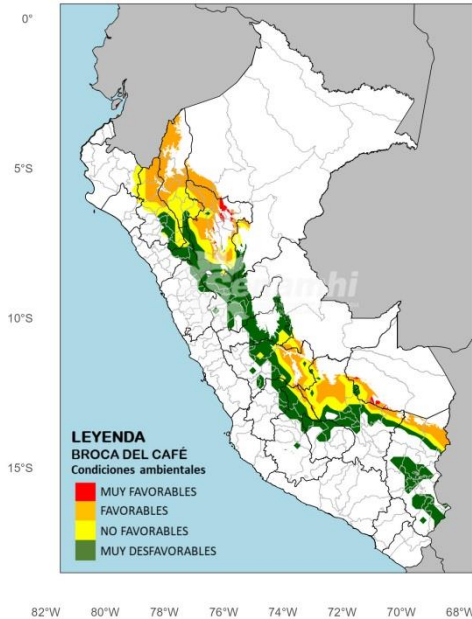 0°
5°S
10°S
15°S
Senamhi
LEYENDA
BROCA DEL CAFÉ
Condiciones ambientales
MUY FAVORABLES
FAVORABLES
NO FAVORABLES
MUY DESFAVORABLES
82°W 80°W 78°W 76°W 74°W 72°W 70°W 68°W